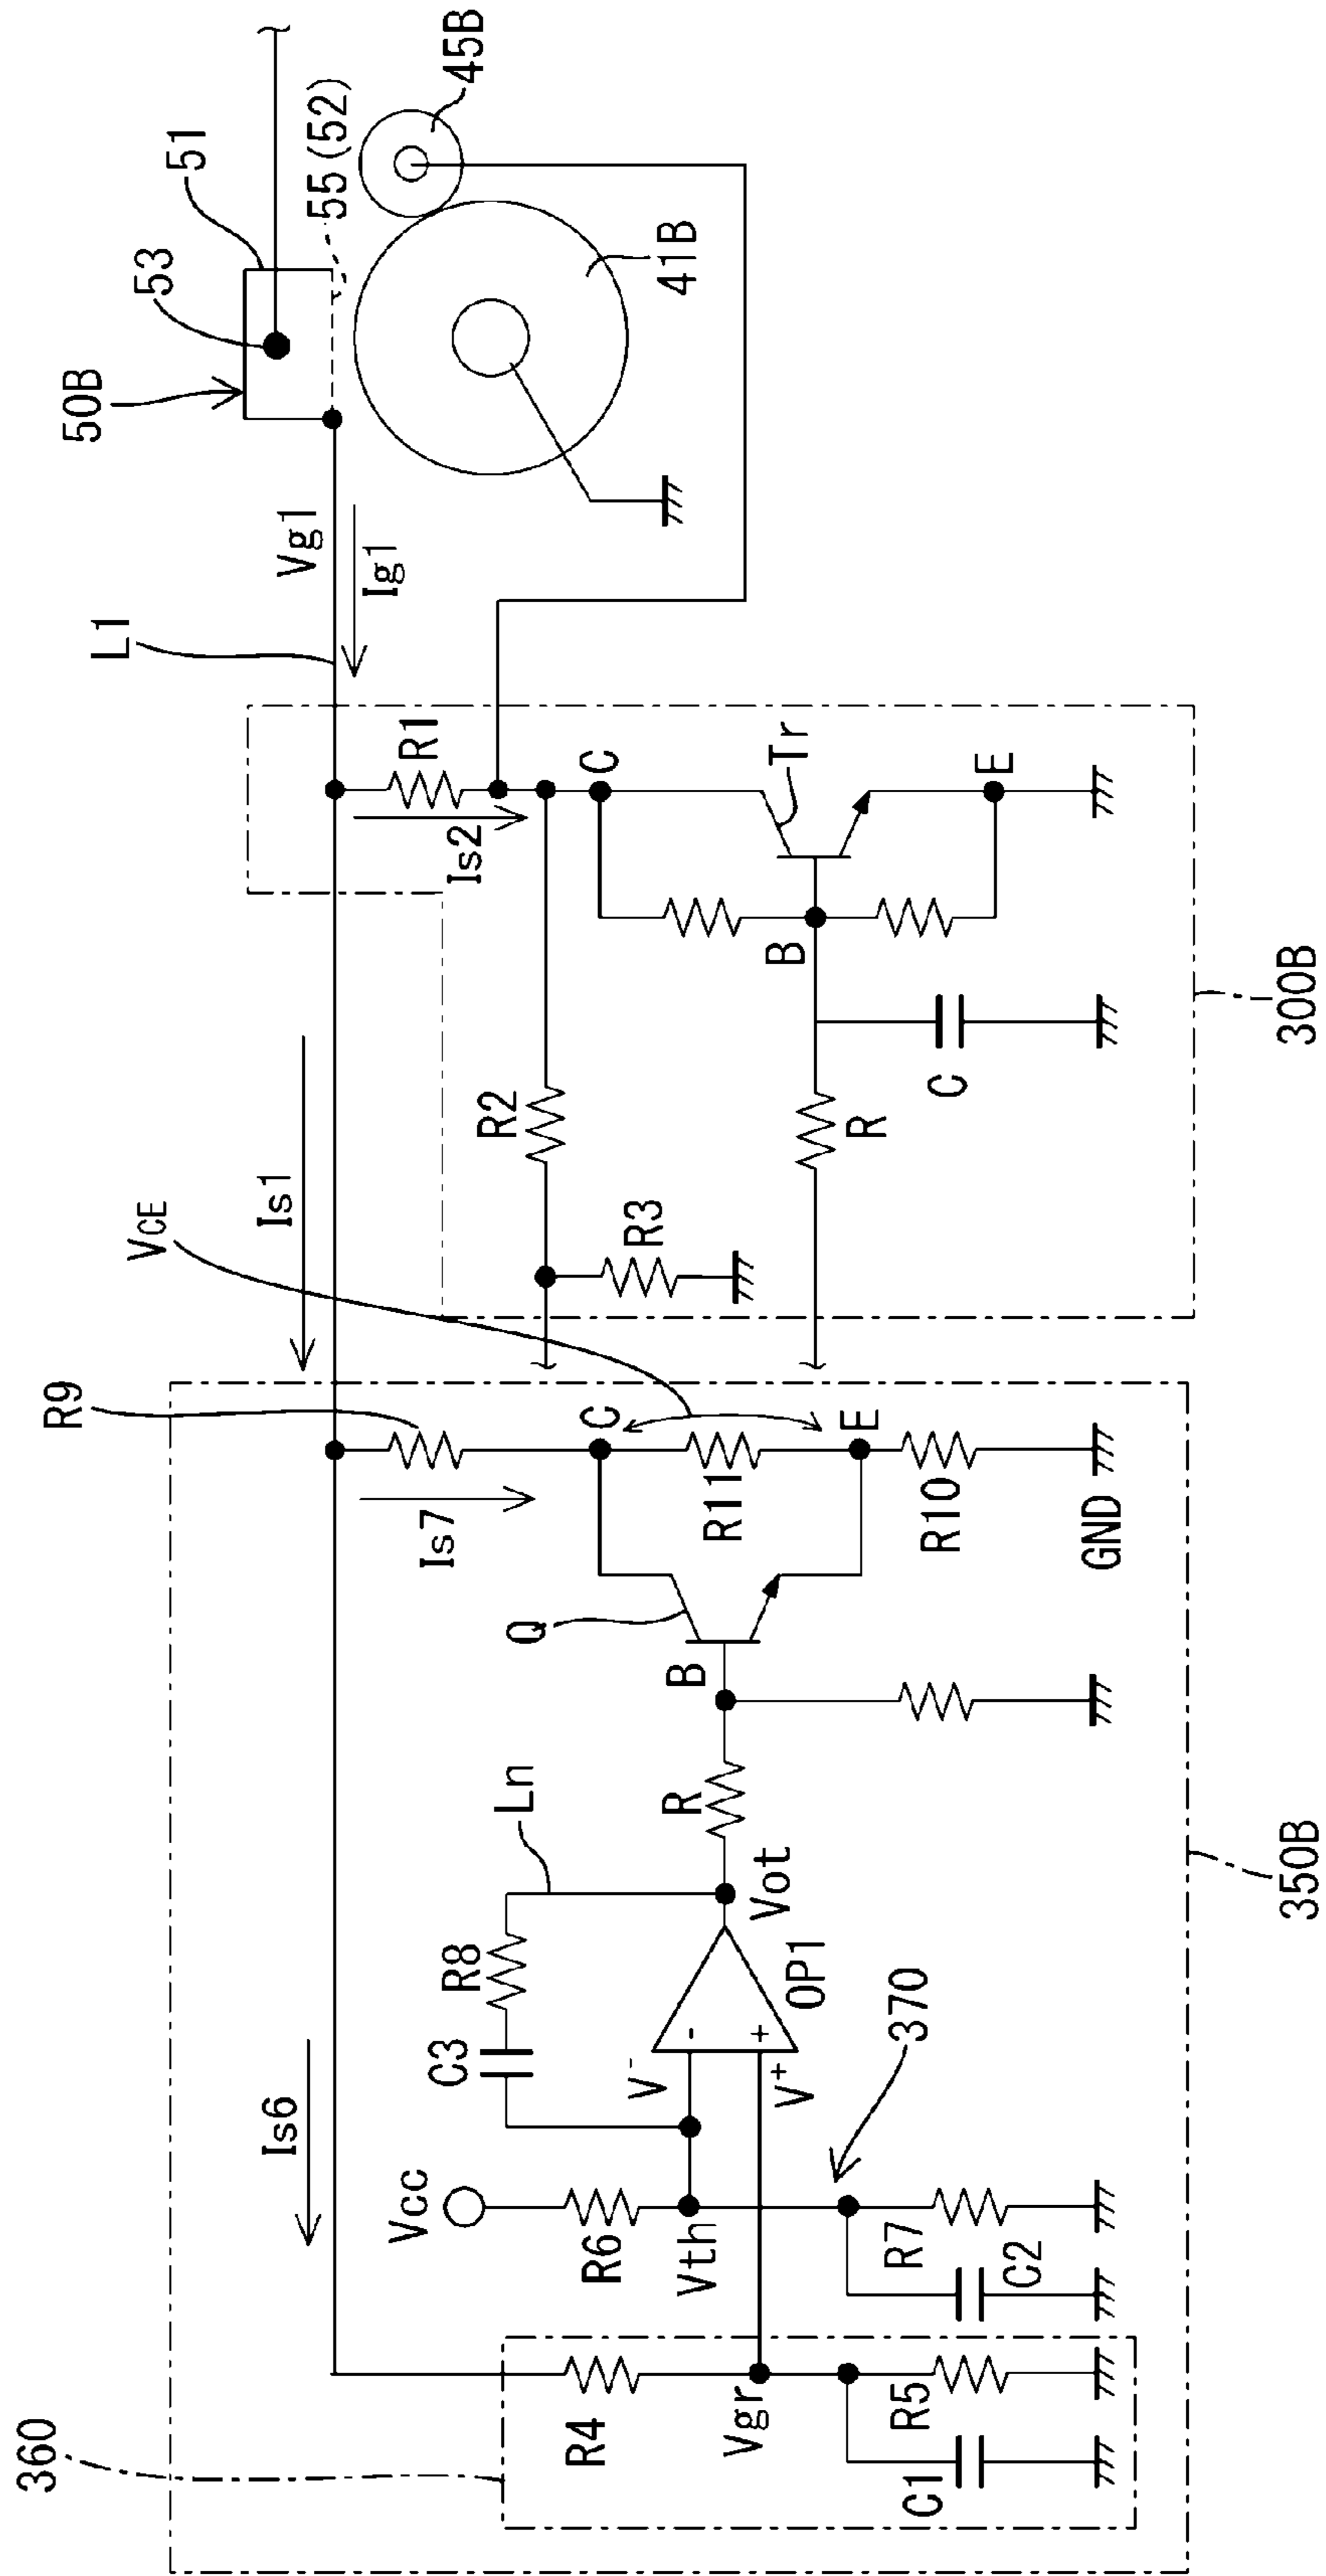 360
Is6
R9
Is1
VCE
L1
Vg1
Ig1
50B
53
51
55(52)
45B
41B
R1
Is2
C
Tr
B
E
R2
R3
R
C
300B
Is7
C
R11
E
R10
GND
Q
B
R
Ln
R8
C3
Vot
OP1
V-
-
+
V+
370
Vcc
R6
Vth
R7
C2
R4
Vgr
R5
C1
350B